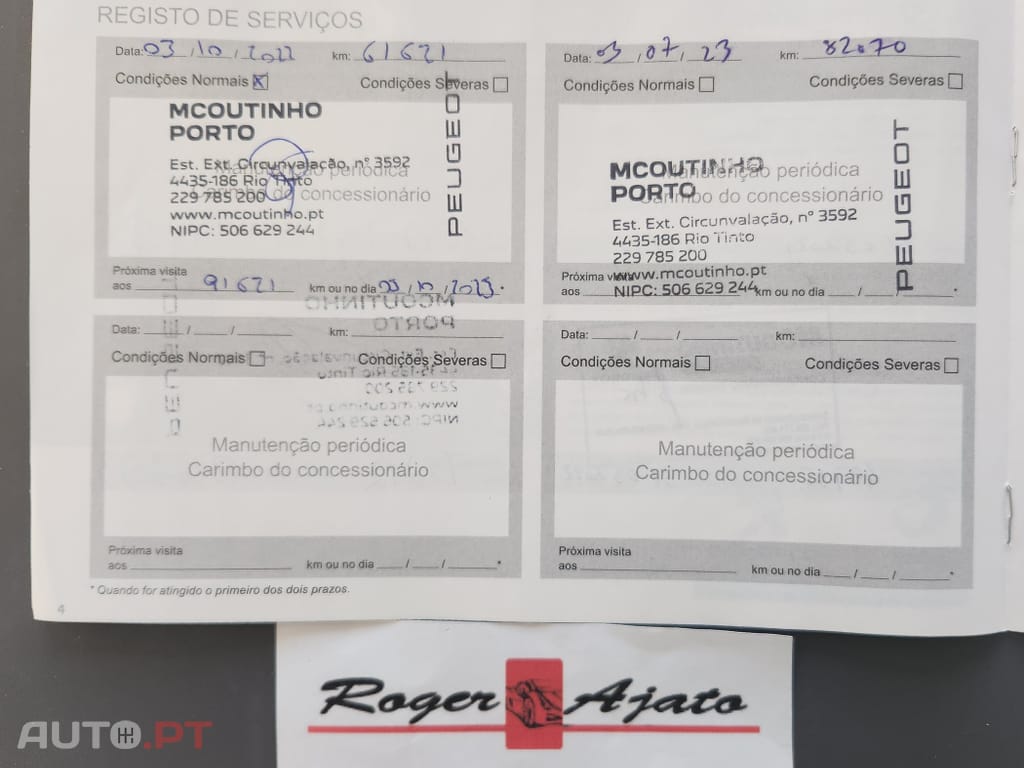 REGISTO DE SERVIÇOS
Data: 03 / 10 / 2022 km: 61621
Condições Normais X Condições Severas
MCOUTINHO
PORTO
PEUGEOT
Est. Ext. Circunvalação, nº 3592
Manutenção periódica
4435-186 Rio Tinto
Carimbo do concessionário
229 785 200
www.mcoutinho.pt
NIPC: 506 629 244
Próxima visita
aos 91621 km ou no dia 03 / 10 / 2023 *
Data: 03 / 07 / 23 km: 82070
Condições Normais Condições Severas
MCOUTINHO
Manutenção periódica
PORTO
Carimbo do concessionário
PEUGEOT
Est. Ext. Circunvalação, nº 3592
4435-186 Rio Tinto
229 785 200
www.mcoutinho.pt
NIPC: 506 629 244
Próxima visita
aos km ou no dia / / *
Data: / / km:
Condições Normais Condições Severas
Manutenção periódica
Carimbo do concessionário
Próxima visita
aos km ou no dia / / *
Data: / / km:
Condições Normais Condições Severas
Manutenção periódica
Carimbo do concessionário
Próxima visita
aos km ou no dia / / *
* Quando for atingido o primeiro dos dois prazos.
4
Roger Ajato
AUTO.PT